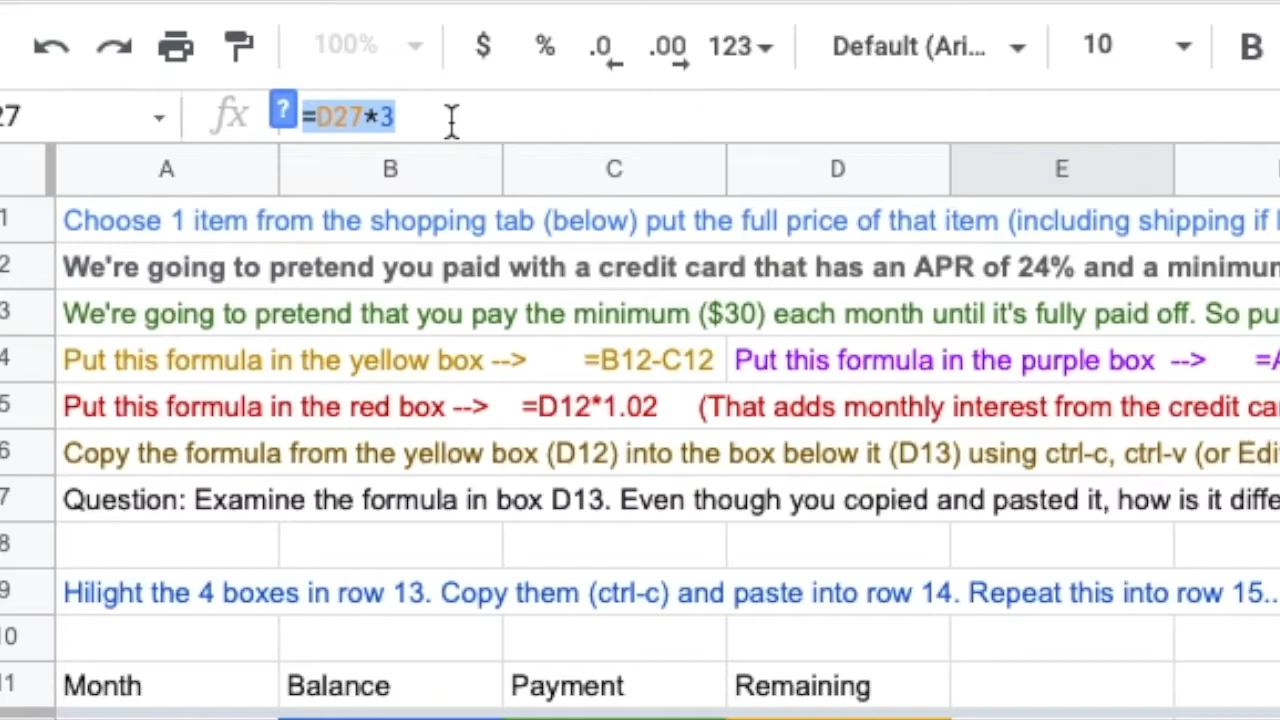 100% $ % .0 .00 123 Default (Ari... 10 B
27 fx ? =D27*3
A B C D E
1 Choose 1 item from the shopping tab (below) put the full price of that item (including shipping if
2 We're going to pretend you paid with a credit card that has an APR of 24% and a minimum
3 We're going to pretend that you pay the minimum ($30) each month until it's fully paid off. So pu
4 Put this formula in the yellow box --> =B12-C12 Put this formula in the purple box --> =A
5 Put this formula in the red box --> =D12*1.02 (That adds monthly interest from the credit ca
6 Copy the formula from the yellow box (D12) into the box below it (D13) using ctrl-c, ctrl-v (or Edi
7 Question: Examine the formula in box D13. Even though you copied and pasted it, how is it diffe
8
9 Hilight the 4 boxes in row 13. Copy them (ctrl-c) and paste into row 14. Repeat this into row 15..
10
11 Month Balance Payment Remaining